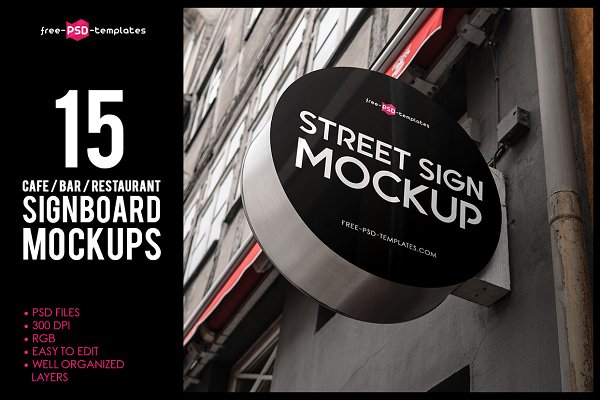 free-PSD-templates
15
CAFE / BAR / RESTAURANT
SIGNBOARD
MOCKUPS
• PSD FILES
• 300 DPI
• RGB
• EASY TO EDIT
• WELL ORGANIZED
LAYERS
free-PSD-templates
STREET SIGN
MOCKUP
FREE-PSD-TEMPLATES.COM